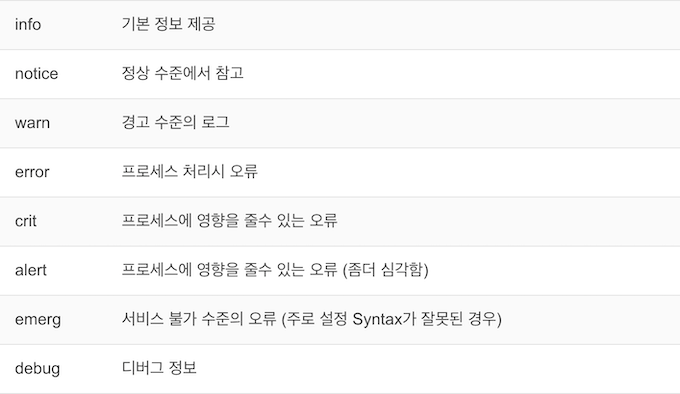 info 기본 정보 제공
notice 정상 수준에서 참고
warn 경고 수준의 로그
error 프로세스 처리시 오류
crit 프로세스에 영향을 줄수 있는 오류
alert 프로세스에 영향을 줄수 있는 오류 (좀더 심각함)
emerg 서비스 불가 수준의 오류 (주로 설정 Syntax가 잘못된 경우)
debug 디버그 정보